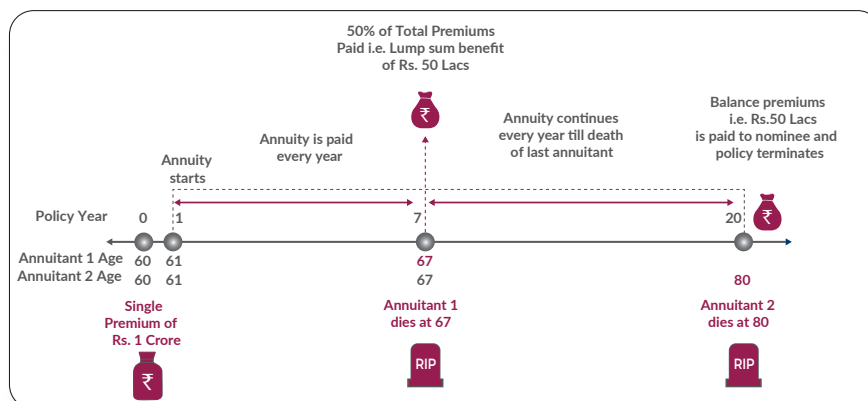 50% of Total Premiums
Paid i.e. Lump sum benefit
of Rs. 50 Lacs
₹
Annuity
starts
Annuity is paid
every year
Annuity continues
every year till death
of last annuitant
Balance premiums
i.e. Rs.50 Lacs
is paid to nominee and
policy terminates
₹
Policy Year 0 1 7 20
Annuitant 1 Age 60 61 67
Annuitant 2 Age 60 61 67 80
Single
Premium of
Rs. 1 Crore
₹
Annuitant 1
dies at 67
RIP
Annuitant 2
dies at 80
RIP